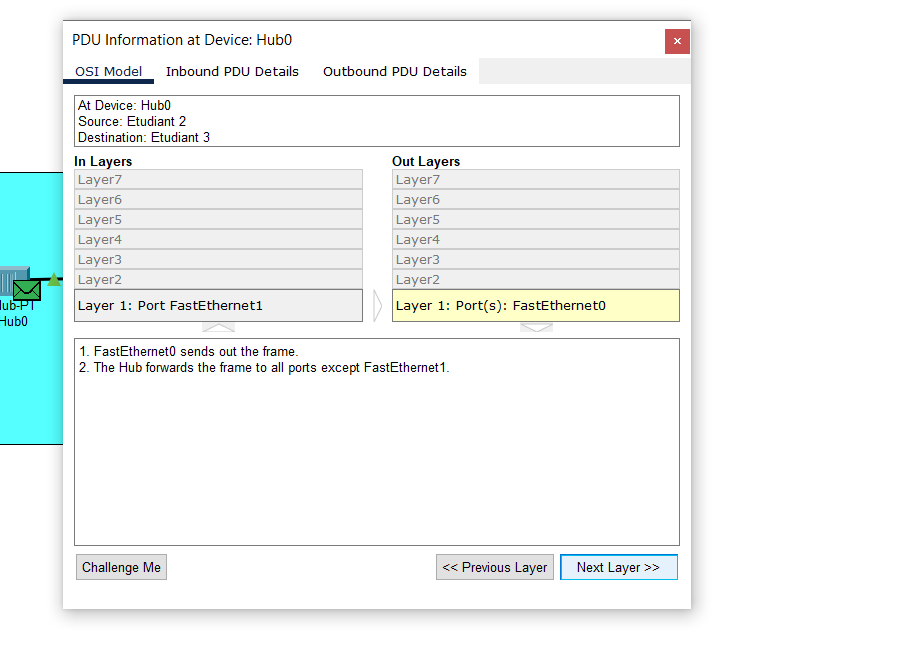 PDU Information at Device: Hub0
OSI Model Inbound PDU Details Outbound PDU Details
At Device: Hub0
Source: Etudiant 2
Destination: Etudiant 3
In Layers Out Layers
Layer7 Layer7
Layer6 Layer6
Layer5 Layer5
Layer4 Layer4
Layer3 Layer3
Layer2 Layer2
Layer 1: Port FastEthernet1 Layer 1: Port(s): FastEthernet0
1. FastEthernet0 sends out the frame.
2. The Hub forwards the frame to all ports except FastEthernet1.
Challenge Me << Previous Layer Next Layer >>
ub-PT
Hub0